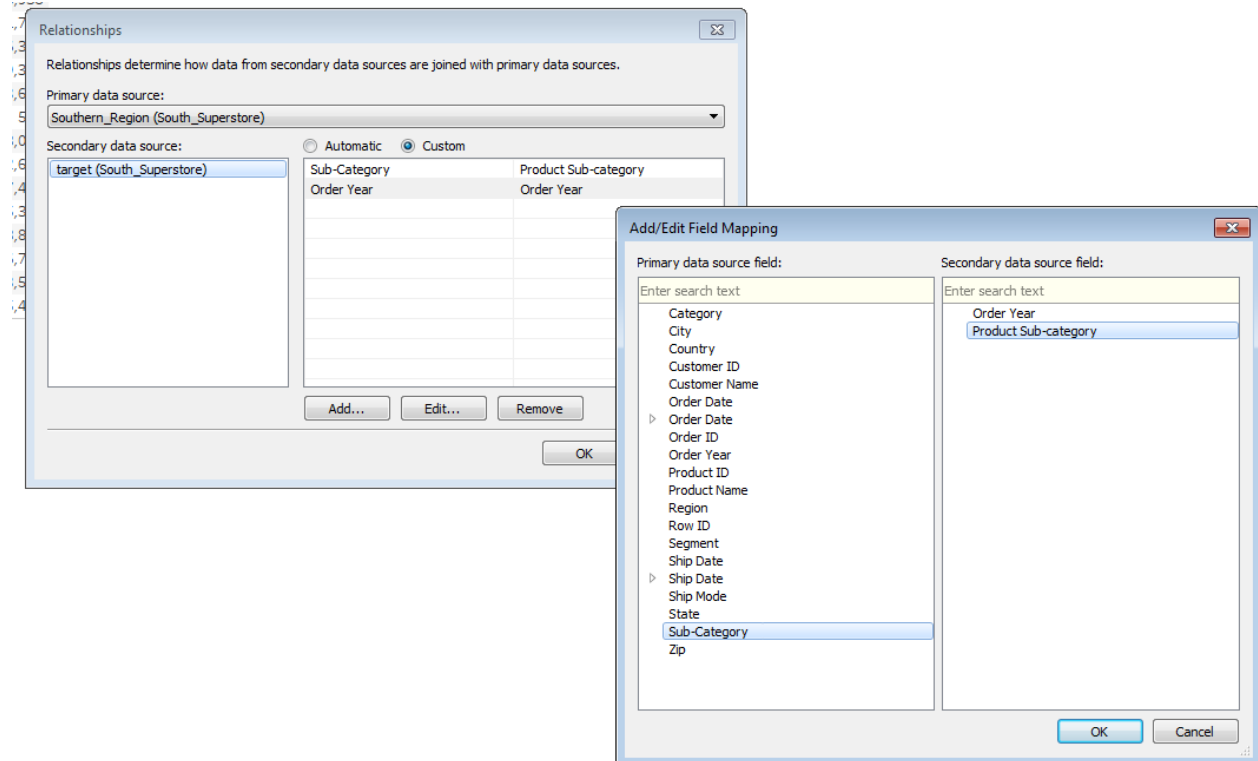 Relationships
Relationships determine how data from secondary data sources are joined with primary data sources.
Primary data source:
Southern_Region (South_Superstore)
Secondary data source:
Automatic Custom
target (South_Superstore)
Sub-Category Product Sub-category
Order Year Order Year
Add... Edit... Remove
OK
Add/Edit Field Mapping
Primary data source field:
Enter search text
Category
City
Country
Customer ID
Customer Name
Order Date
Order Date
Order ID
Order Year
Product ID
Product Name
Region
Row ID
Segment
Ship Date
Ship Date
Ship Mode
State
Sub-Category
Zip
Secondary data source field:
Enter search text
Order Year
Product Sub-category
OK Cancel